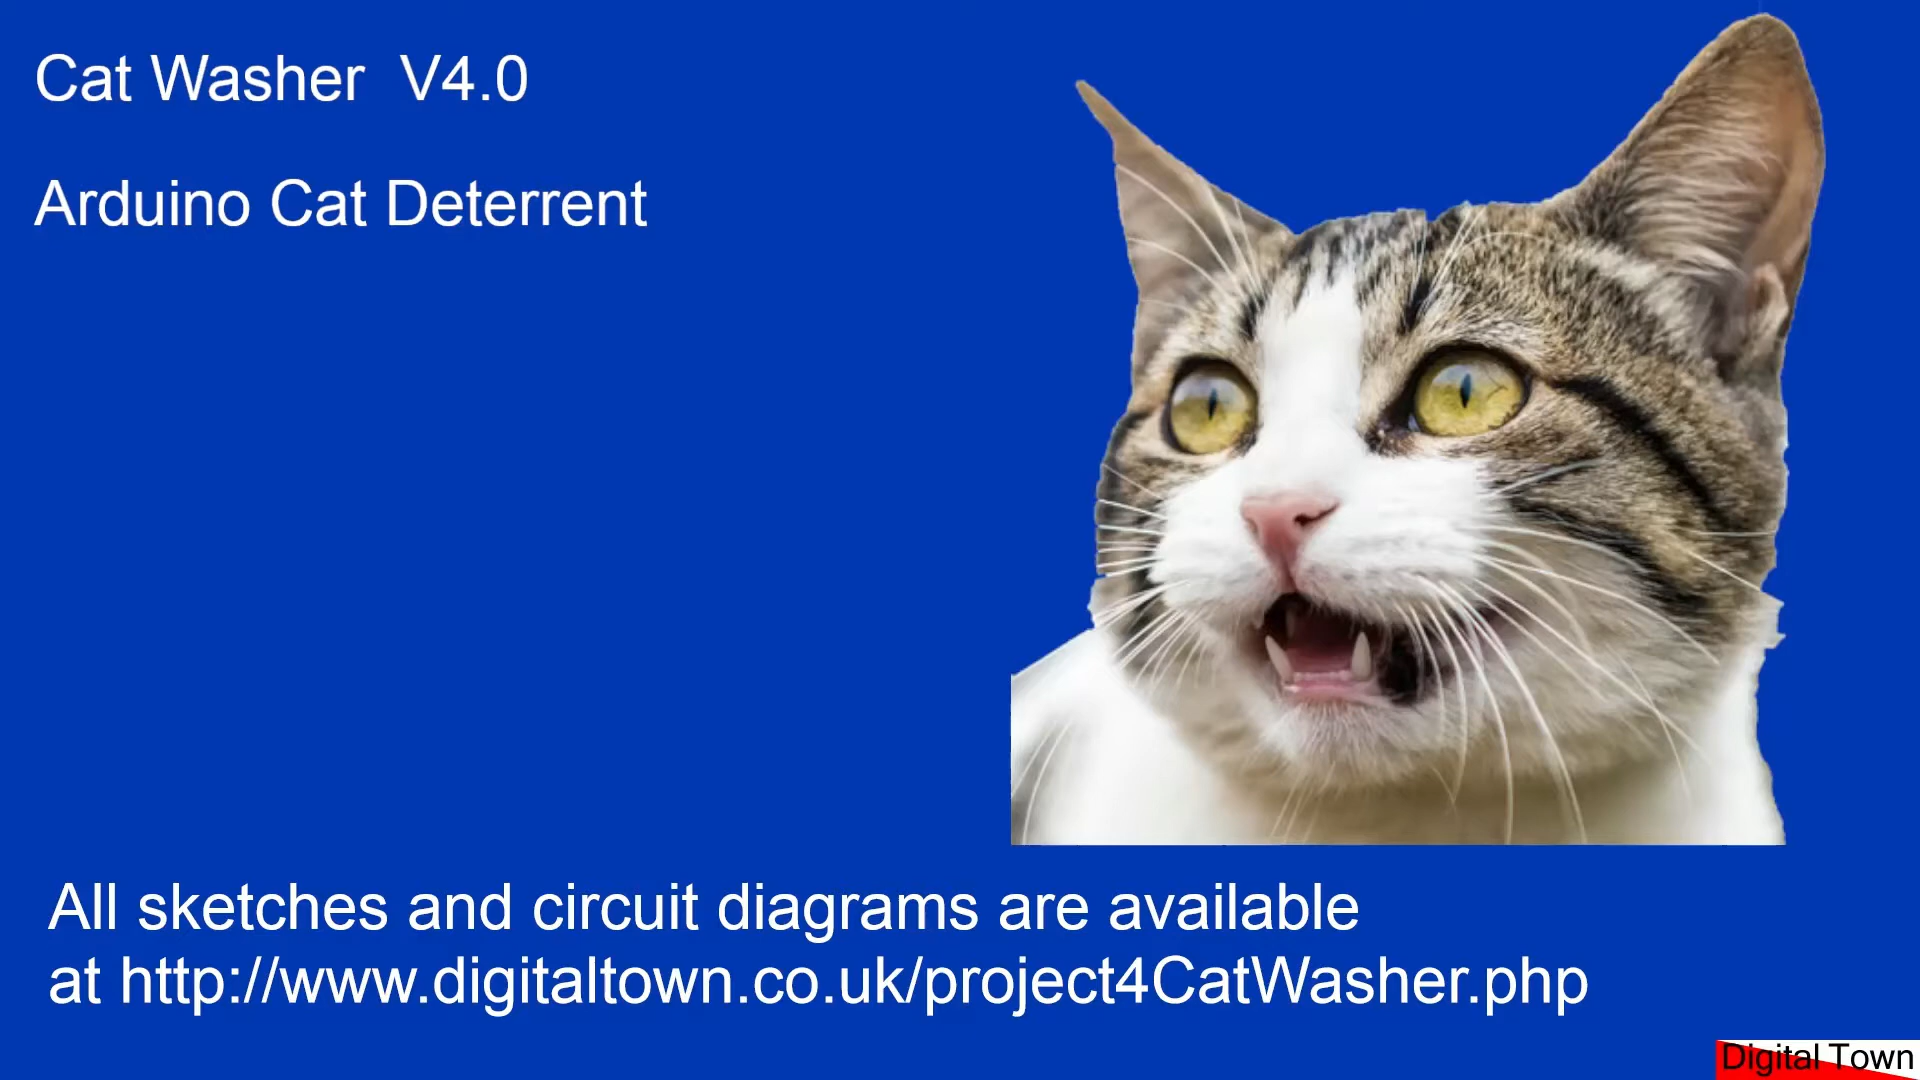 Cat Washer  V4.0
Arduino Cat Deterrent
All sketches and circuit diagrams are available
at http://www.digitaltown.co.uk/project4CatWasher.php
Digital Town